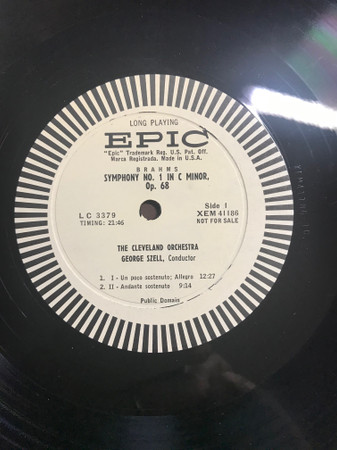 LONG PLAYING
EPIC
"Epic" Trademark Reg. U.S. Pat. Off.
Marca Registrada. Made in U.S.A.
BRAHMS
SYMPHONY NO. 1 IN C MINOR,
Op. 68
LC 3379
TIMING: 21:46
Side 1
XEM 41186
NOT FOR SALE
THE CLEVELAND ORCHESTRA
GEORGE SZELL, Conductor
1. I - Un poco sostenuto; Allegro 12:27
2. II - Andante sostenuto 9:14
Public Domain